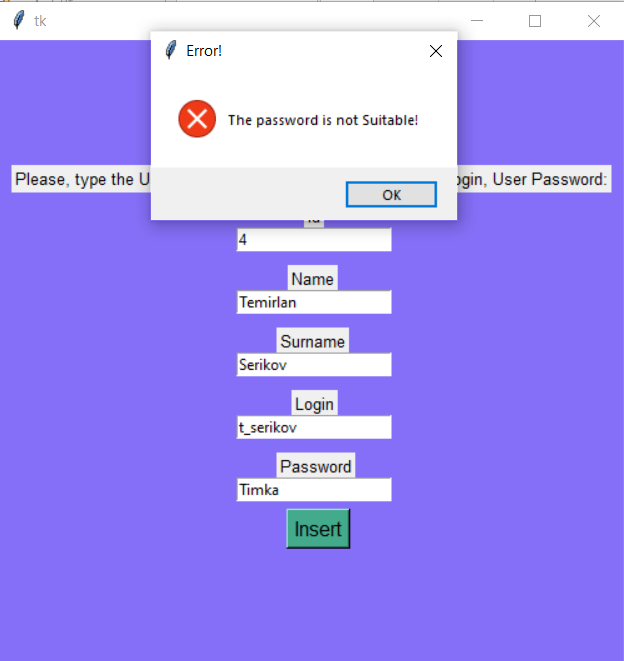 tk
Error!
The password is not Suitable!
OK
Please, type the U
ogin, User Password:
Id
4
Name
Temirlan
Surname
Serikov
Login
t_serikov
Password
Timka
Insert